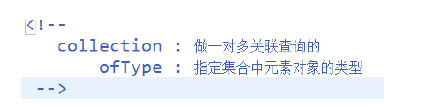 <!--
collection : 做一对多关联查询的
ofType : 指定集合中元素对象的类型
-->